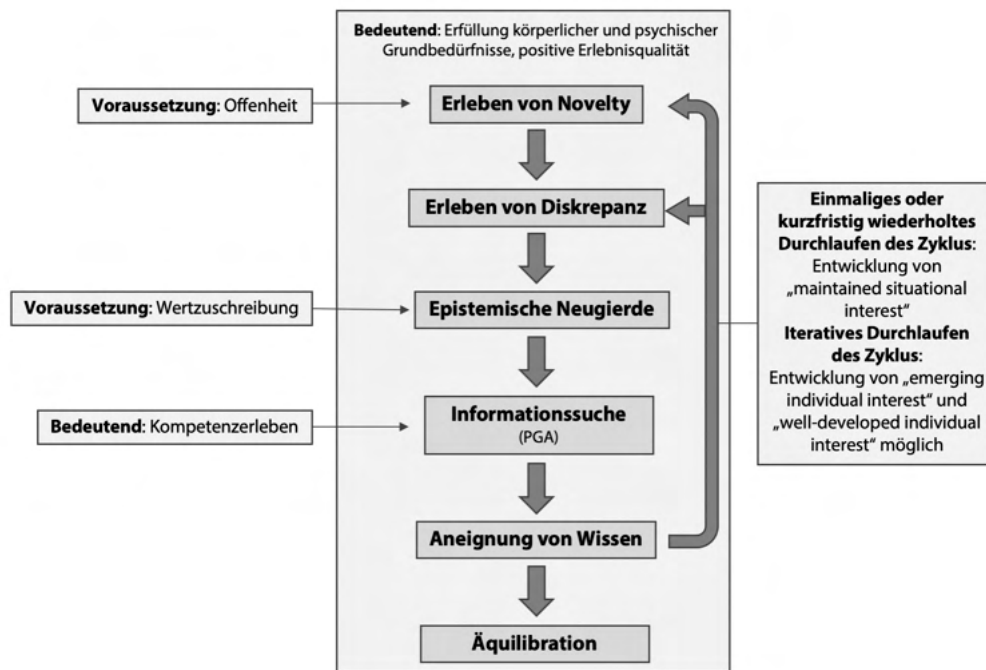 Bedeutend: Erfüllung körperlicher und psychischer
Grundbedürfnisse, positive Erlebnisqualität
Voraussetzung: Offenheit
Erleben von Novelty
Erleben von Diskrepanz
Voraussetzung: Wertzuschreibung
Epistemische Neugierde
Bedeutend: Kompetenzerleben
Informationssuche
(PGA)
Aneignung von Wissen
Äquilibration
Einmaliges oder
kurzfristig wiederholtes
Durchlaufen des Zyklus:
Entwicklung von
„maintained situational
interest“
Iteratives Durchlaufen
des Zyklus:
Entwicklung von „emerging
individual interest“ und
„well-developed individual
interest“ möglich